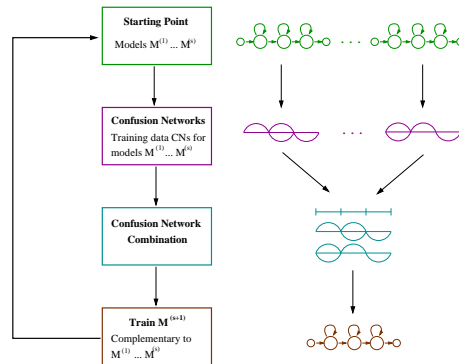 Starting Point
Models M(1) ... M(s)
. . .
Confusion Networks
Training data CNs for
models M(1) ... M(s)
. . .
Confusion Network
Combination
Train M(s+1)
Complementary to
M(1) ... M(s)